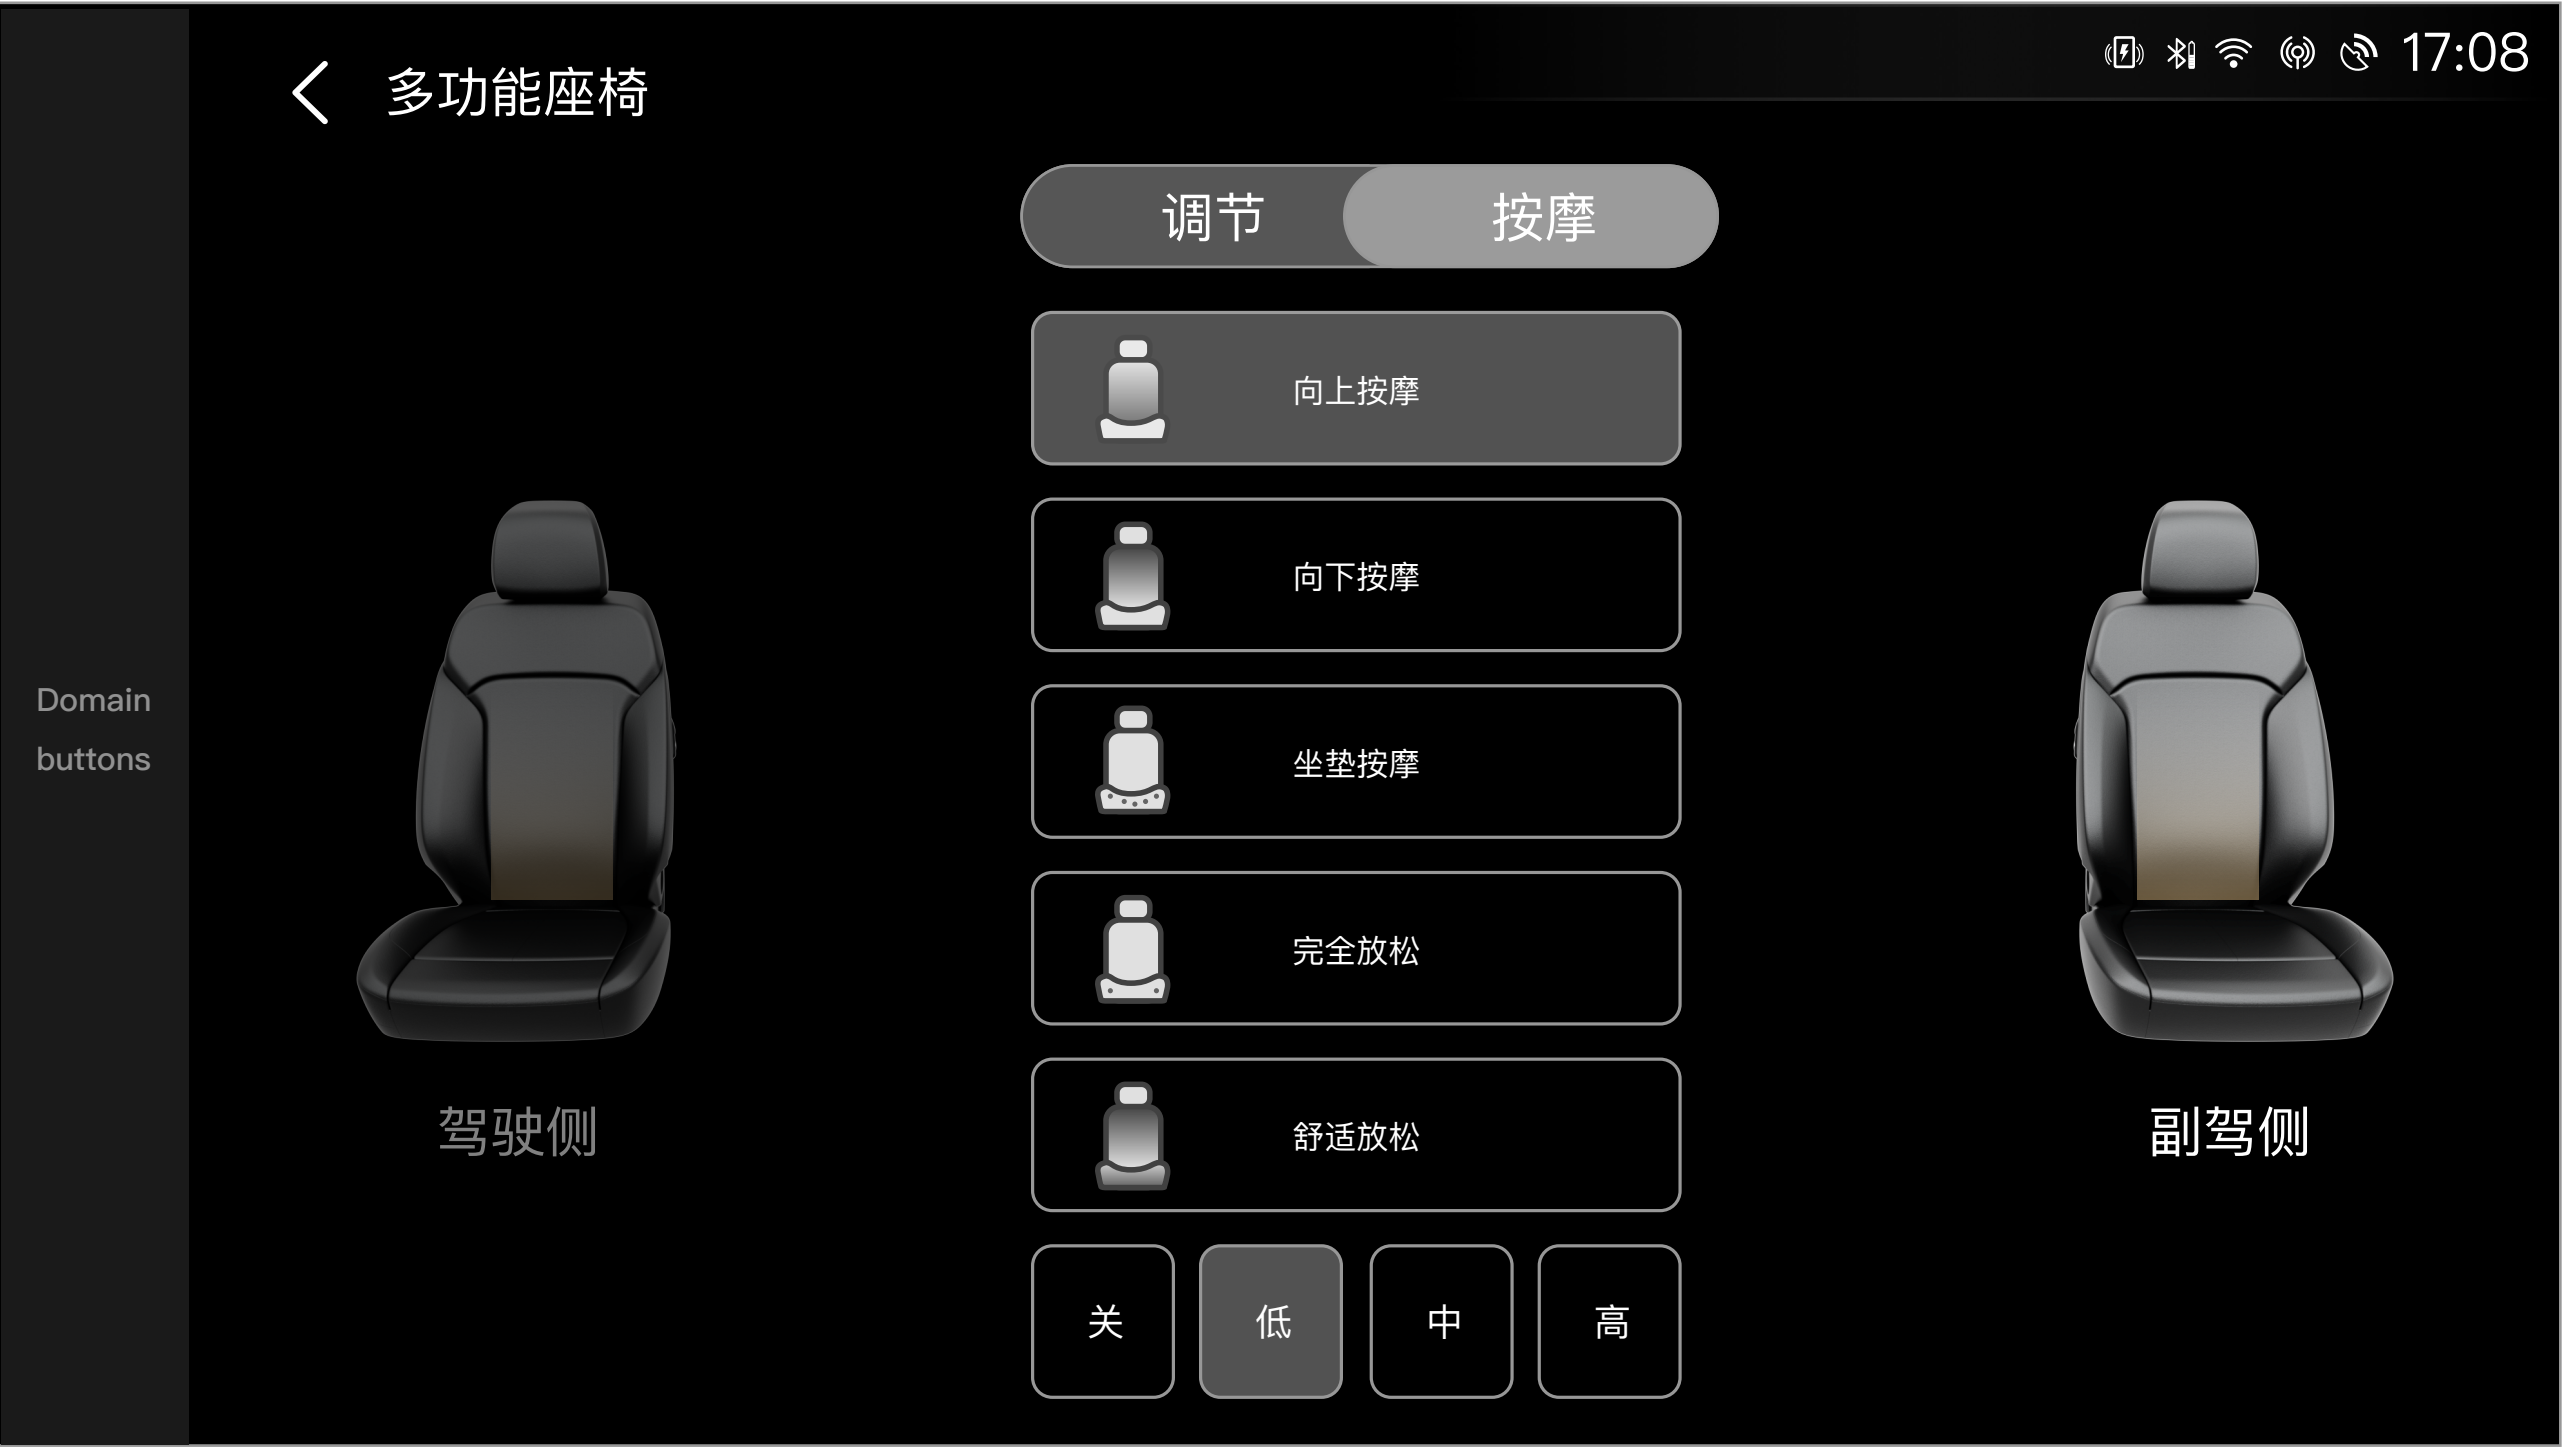 17:08
多功能座椅
调节
按摩
向上按摩
向下按摩
Domain
buttons
坐垫按摩
完全放松
驾驶侧
舒适放松
副驾侧
关
低
中
高